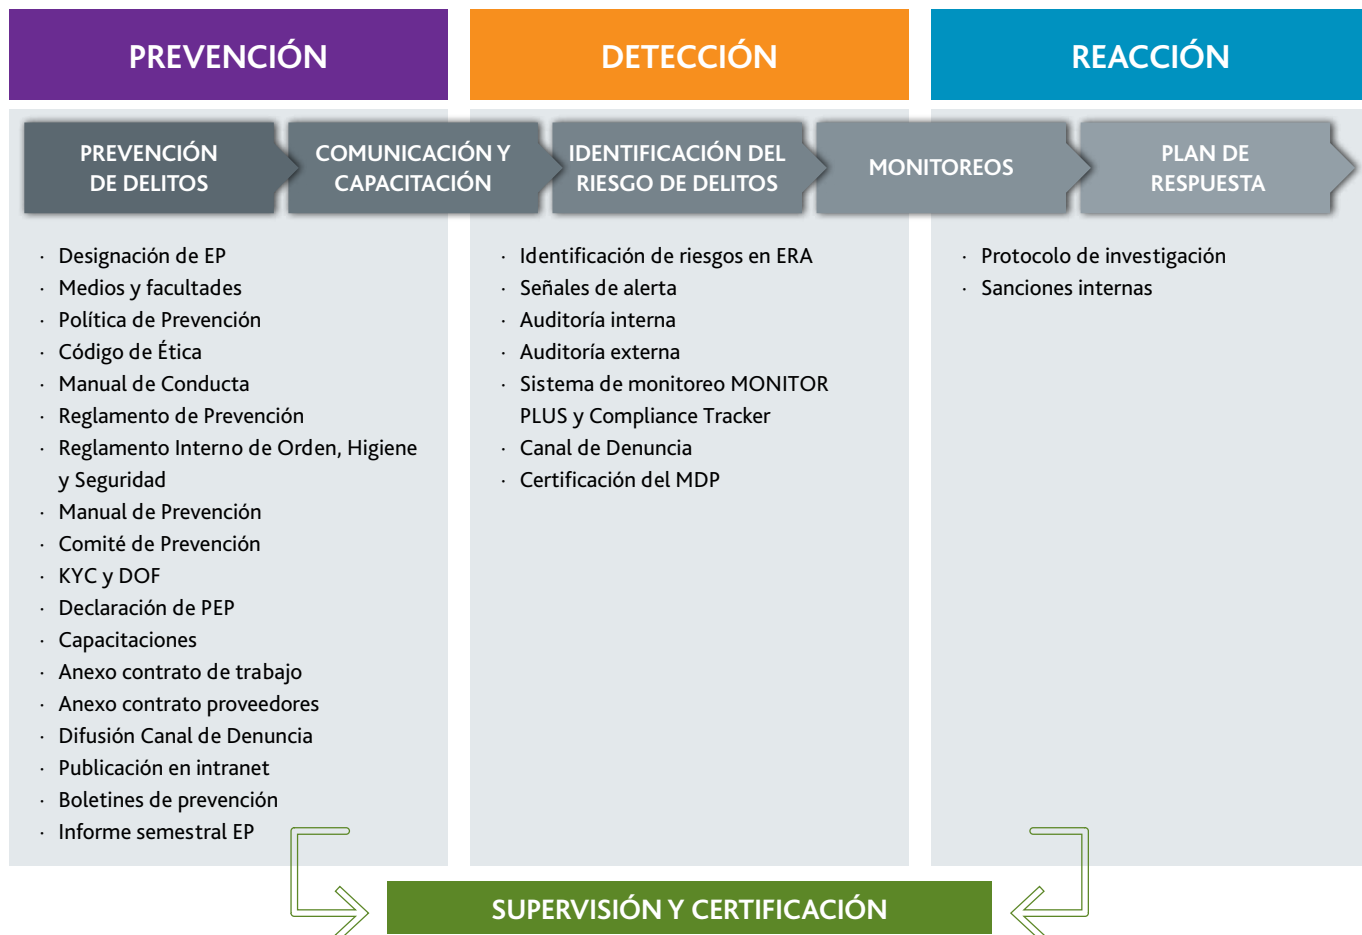 PREVENCIÓN
DETECCIÓN
REACCIÓN
PREVENCIÓN
DE DELITOS
COMUNICACIÓN Y
CAPACITACIÓN
IDENTIFICACIÓN DEL
RIESGO DE DELITOS
MONITOREOS
PLAN DE
RESPUESTA
· Designación de EP
· Medios y facultades
· Política de Prevención
· Código de Ética
· Manual de Conducta
· Reglamento de Prevención
· Reglamento Interno de Orden, Higiene
y Seguridad
· Manual de Prevención
· Comité de Prevención
· KYC y DOF
· Declaración de PEP
· Capacitaciones
· Anexo contrato de trabajo
· Anexo contrato proveedores
· Difusión Canal de Denuncia
· Publicación en intranet
· Boletines de prevención
· Informe semestral EP
· Identificación de riesgos en ERA
· Señales de alerta
· Auditoría interna
· Auditoría externa
· Sistema de monitoreo MONITOR
PLUS y Compliance Tracker
· Canal de Denuncia
· Certificación del MDP
· Protocolo de investigación
· Sanciones internas
SUPERVISIÓN Y CERTIFICACIÓN